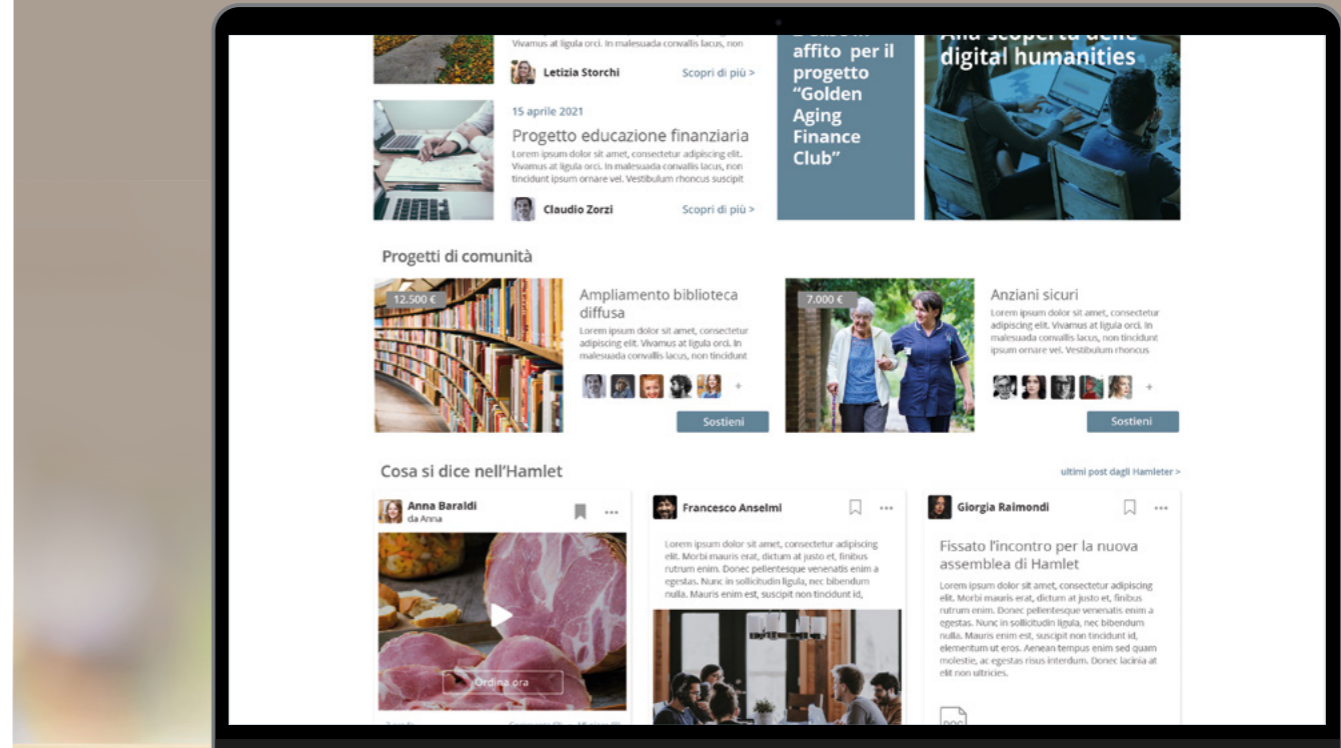 Vivamus at ligula orci. In malesuada convallis lacus, non
Letizia Storchi
Scopri di più >
15 aprile 2021
Progetto educazione finanziaria
Lorem ipsum dolor sit amet, consectetur adipiscing elit.
Vivamus at ligula orci. In malesuada convallis lacus, non
tincidunt ipsum ornare vel. Vestibulum rhoncus suscipit
Claudio Zorzi
Scopri di più >
affito per il
progetto
“Golden
Aging
Finance
Club”
Alla scoperta delle
digital humanities
Progetti di comunità
12.500 €
Ampliamento biblioteca
diffusa
Lorem ipsum dolor sit amet, consectetur
adipiscing elit. Vivamus at ligula orci. In
malesuada convallis lacus, non tincidunt
+
Sostieni
7.000 €
Anziani sicuri
Lorem ipsum dolor sit amet, consectetur
adipiscing elit. Vivamus at ligula orci. In
malesuada convallis lacus, non tincidunt
ipsum ornare vel. Vestibulum rhoncus
+
Sostieni
Cosa si dice nell’Hamlet
ultimi post dagli Hamleter >
Anna Baraldi
da Anna
Ordina ora
Francesco Anselmi
Lorem ipsum dolor sit amet, consectetur adipiscing
elit. Morbi mauris erat, dictum at justo et, finibus
rutrum enim. Donec pellentesque venenatis enim a
egestas. Nunc in sollicitudin ligula, nec bibendum
nulla. Mauris enim est, suscipit non tincidunt id,
Giorgia Raimondi
Fissato l’incontro per la nuova
assemblea di Hamlet
Lorem ipsum dolor sit amet, consectetur adipiscing
elit. Morbi mauris erat, dictum at justo et, finibus
rutrum enim. Donec pellentesque venenatis enim a
egestas. Nunc in sollicitudin ligula, nec bibendum
nulla. Mauris enim est, suscipit non tincidunt id,
elementum ut eros. Aenean tempus enim sed quam
molestie, ac egestas risus interdum. Donec lacinia at
elit non ultricies.
DOC